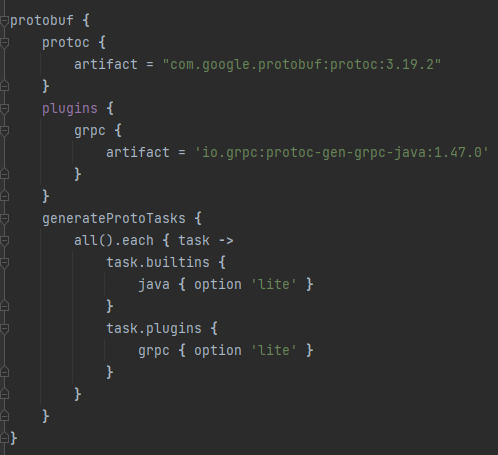 protobuf {
    protoc {
        artifact = "com.google.protobuf:protoc:3.19.2"
    }
    plugins {
        grpc {
            artifact = 'io.grpc:protoc-gen-grpc-java:1.47.0'
        }
    }
    generateProtoTasks {
        all().each { task ->
            task.builtins {
                java { option 'lite' }
            }
            task.plugins {
                grpc { option 'lite' }
            }
        }
    }
}